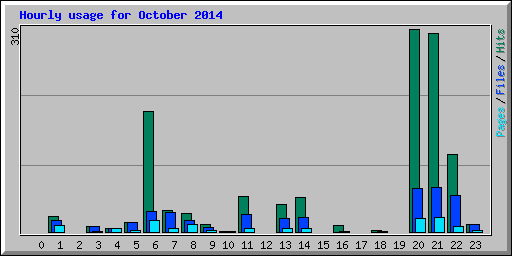 Hourly usage for October 2014
310
Pages/Files/Hits
0 1 2 3 4 5 6 7 8 9 10 11 12 13 14 15 16 17 18 19 20 21 22 23